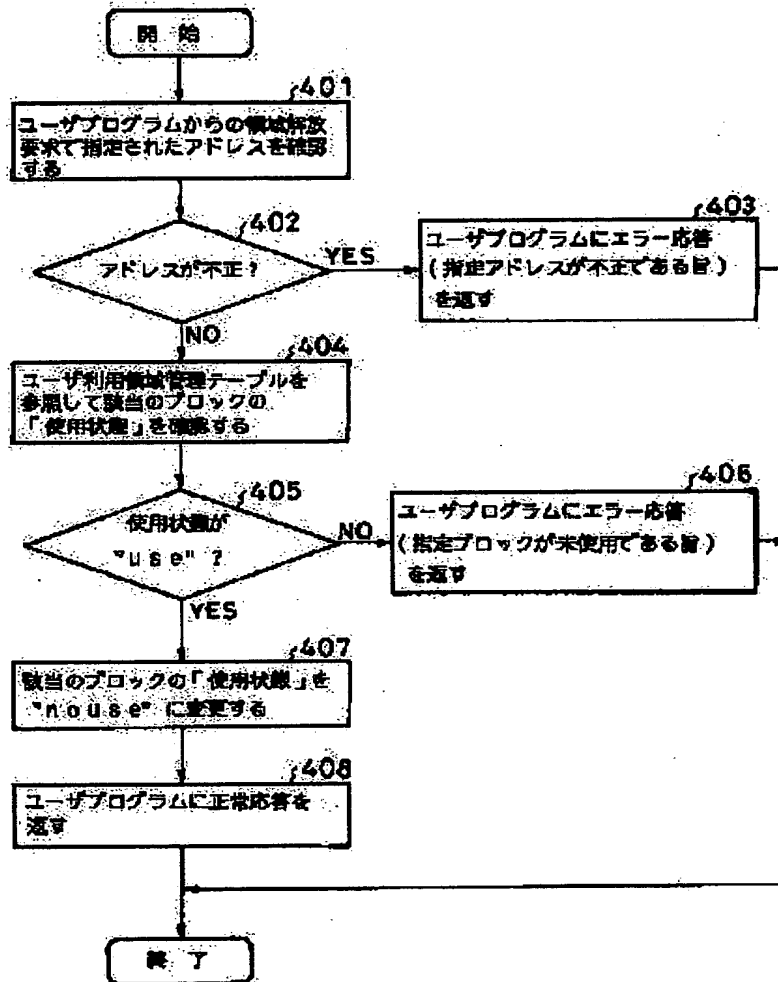 開 始
401
ユーザプログラムからの領域解放
要求で指定されたアドレスを確認
する
402
アドレスが不正?
YES
403
ユーザプログラムにエラー応答
(指定アドレスが不正である旨)
を返す
NO
404
ユーザ利用領域管理テーブルを
参照して該当のブロックの
「使用状態」を確認する
405
使用状態が
"use"?
NO
406
ユーザプログラムにエラー応答
(指定ブロックが未使用である旨)
を返す
YES
407
該当のブロックの「使用状態」を
"nouse"に変更する
408
ユーザプログラムに正常応答を
返す
終 了